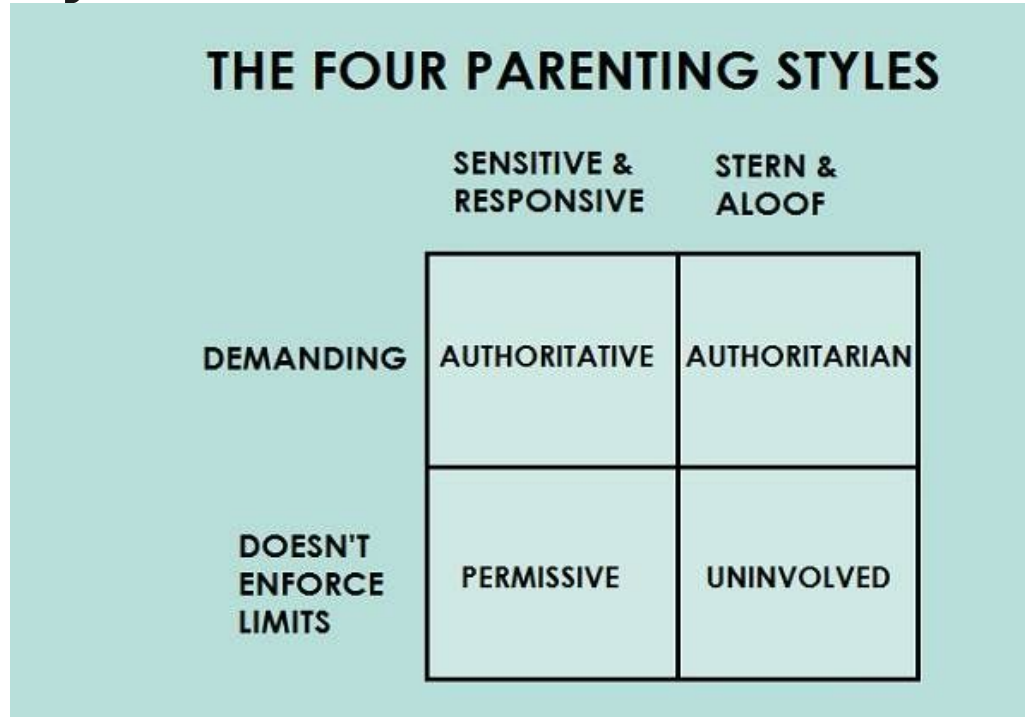 THE FOUR PARENTING STYLES
SENSITIVE &
RESPONSIVE
STERN &
ALOOF
DEMANDING
AUTHORITATIVE
AUTHORITARIAN
DOESN'T
ENFORCE
LIMITS
PERMISSIVE
UNINVOLVED